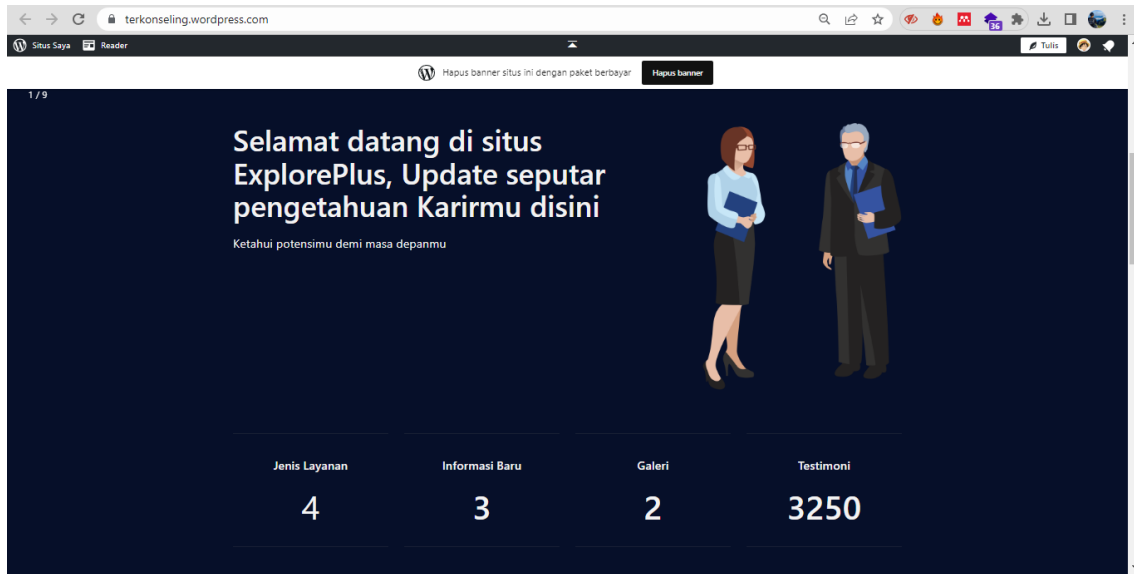 terkonseling.wordpress.com
36
Situs Saya
Reader
Tulis
Hapus banner situs ini dengan paket berbayar
Hapus banner
1 / 9
Selamat datang di situs
ExplorePlus, Update seputar
pengetahuan Karirmu disini
Ketahui potensimu demi masa depanmu
Jenis Layanan
Informasi Baru
Galeri
Testimoni
4
3
2
3250